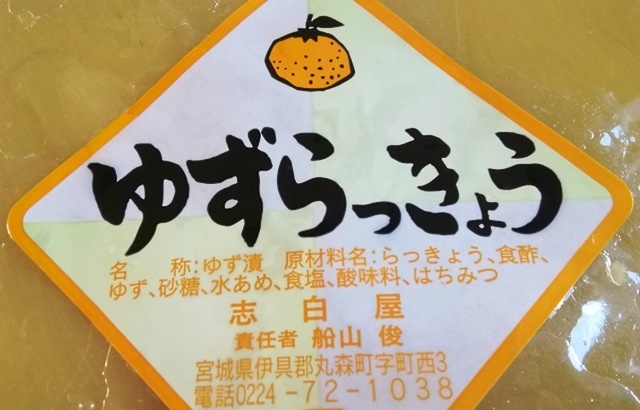 ゆずらっきょう
名　称:ゆず漬　原材料名:らっきょう、食酢、
ゆず、砂糖、水あめ、食塩、酸味料、はちみつ
志白屋
責任者 船山 俊
宮城県伊具郡丸森町字町西3
電話0224-72-1038